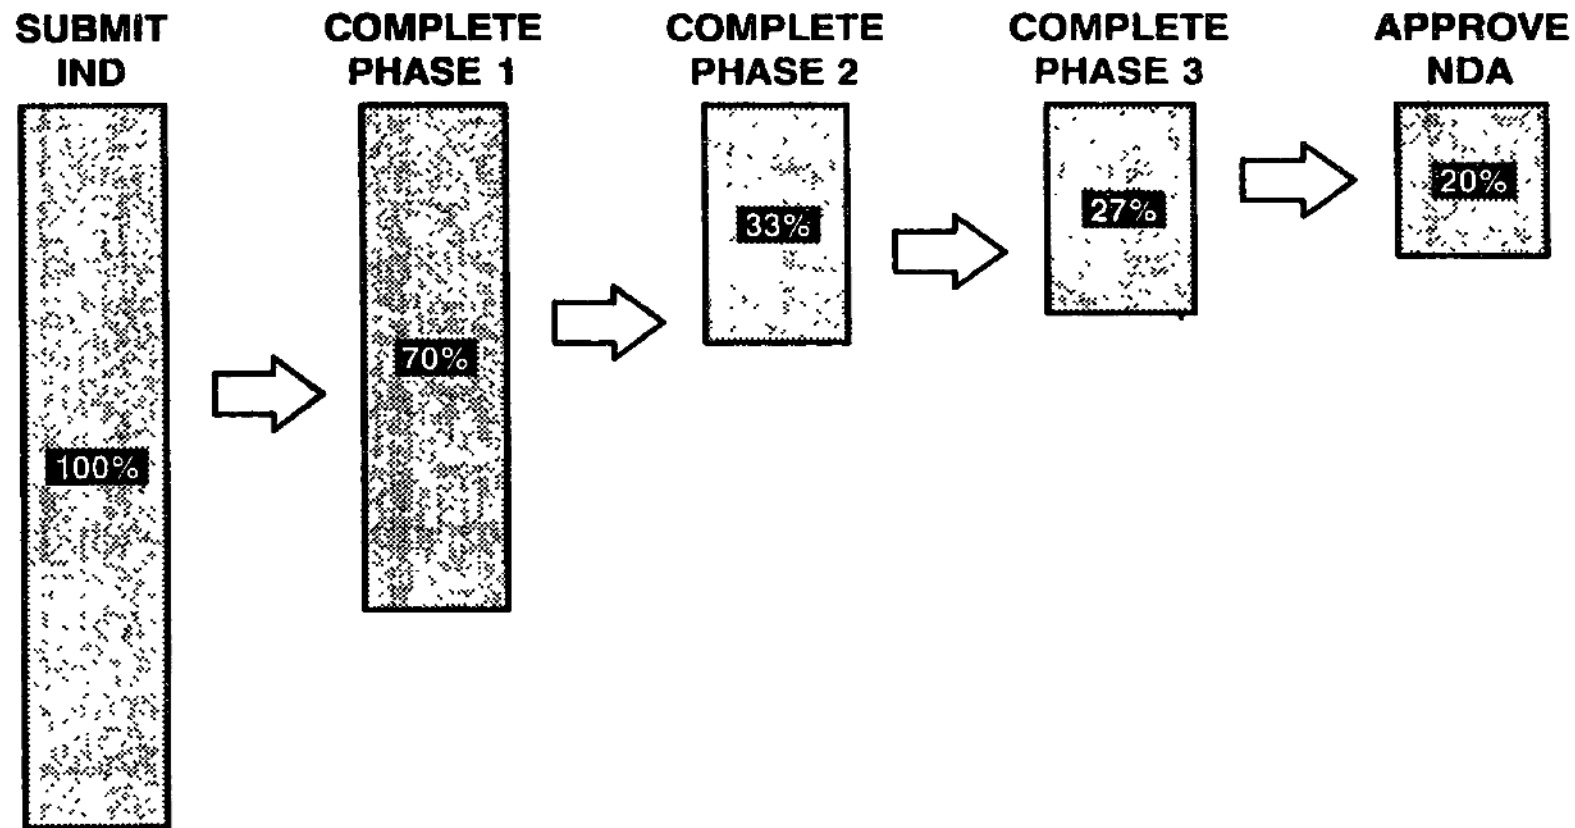 SUBMIT
IND
COMPLETE
PHASE 1
COMPLETE
PHASE 2
COMPLETE
PHASE 3
APPROVE
NDA
100%
70%
33%
27%
20%